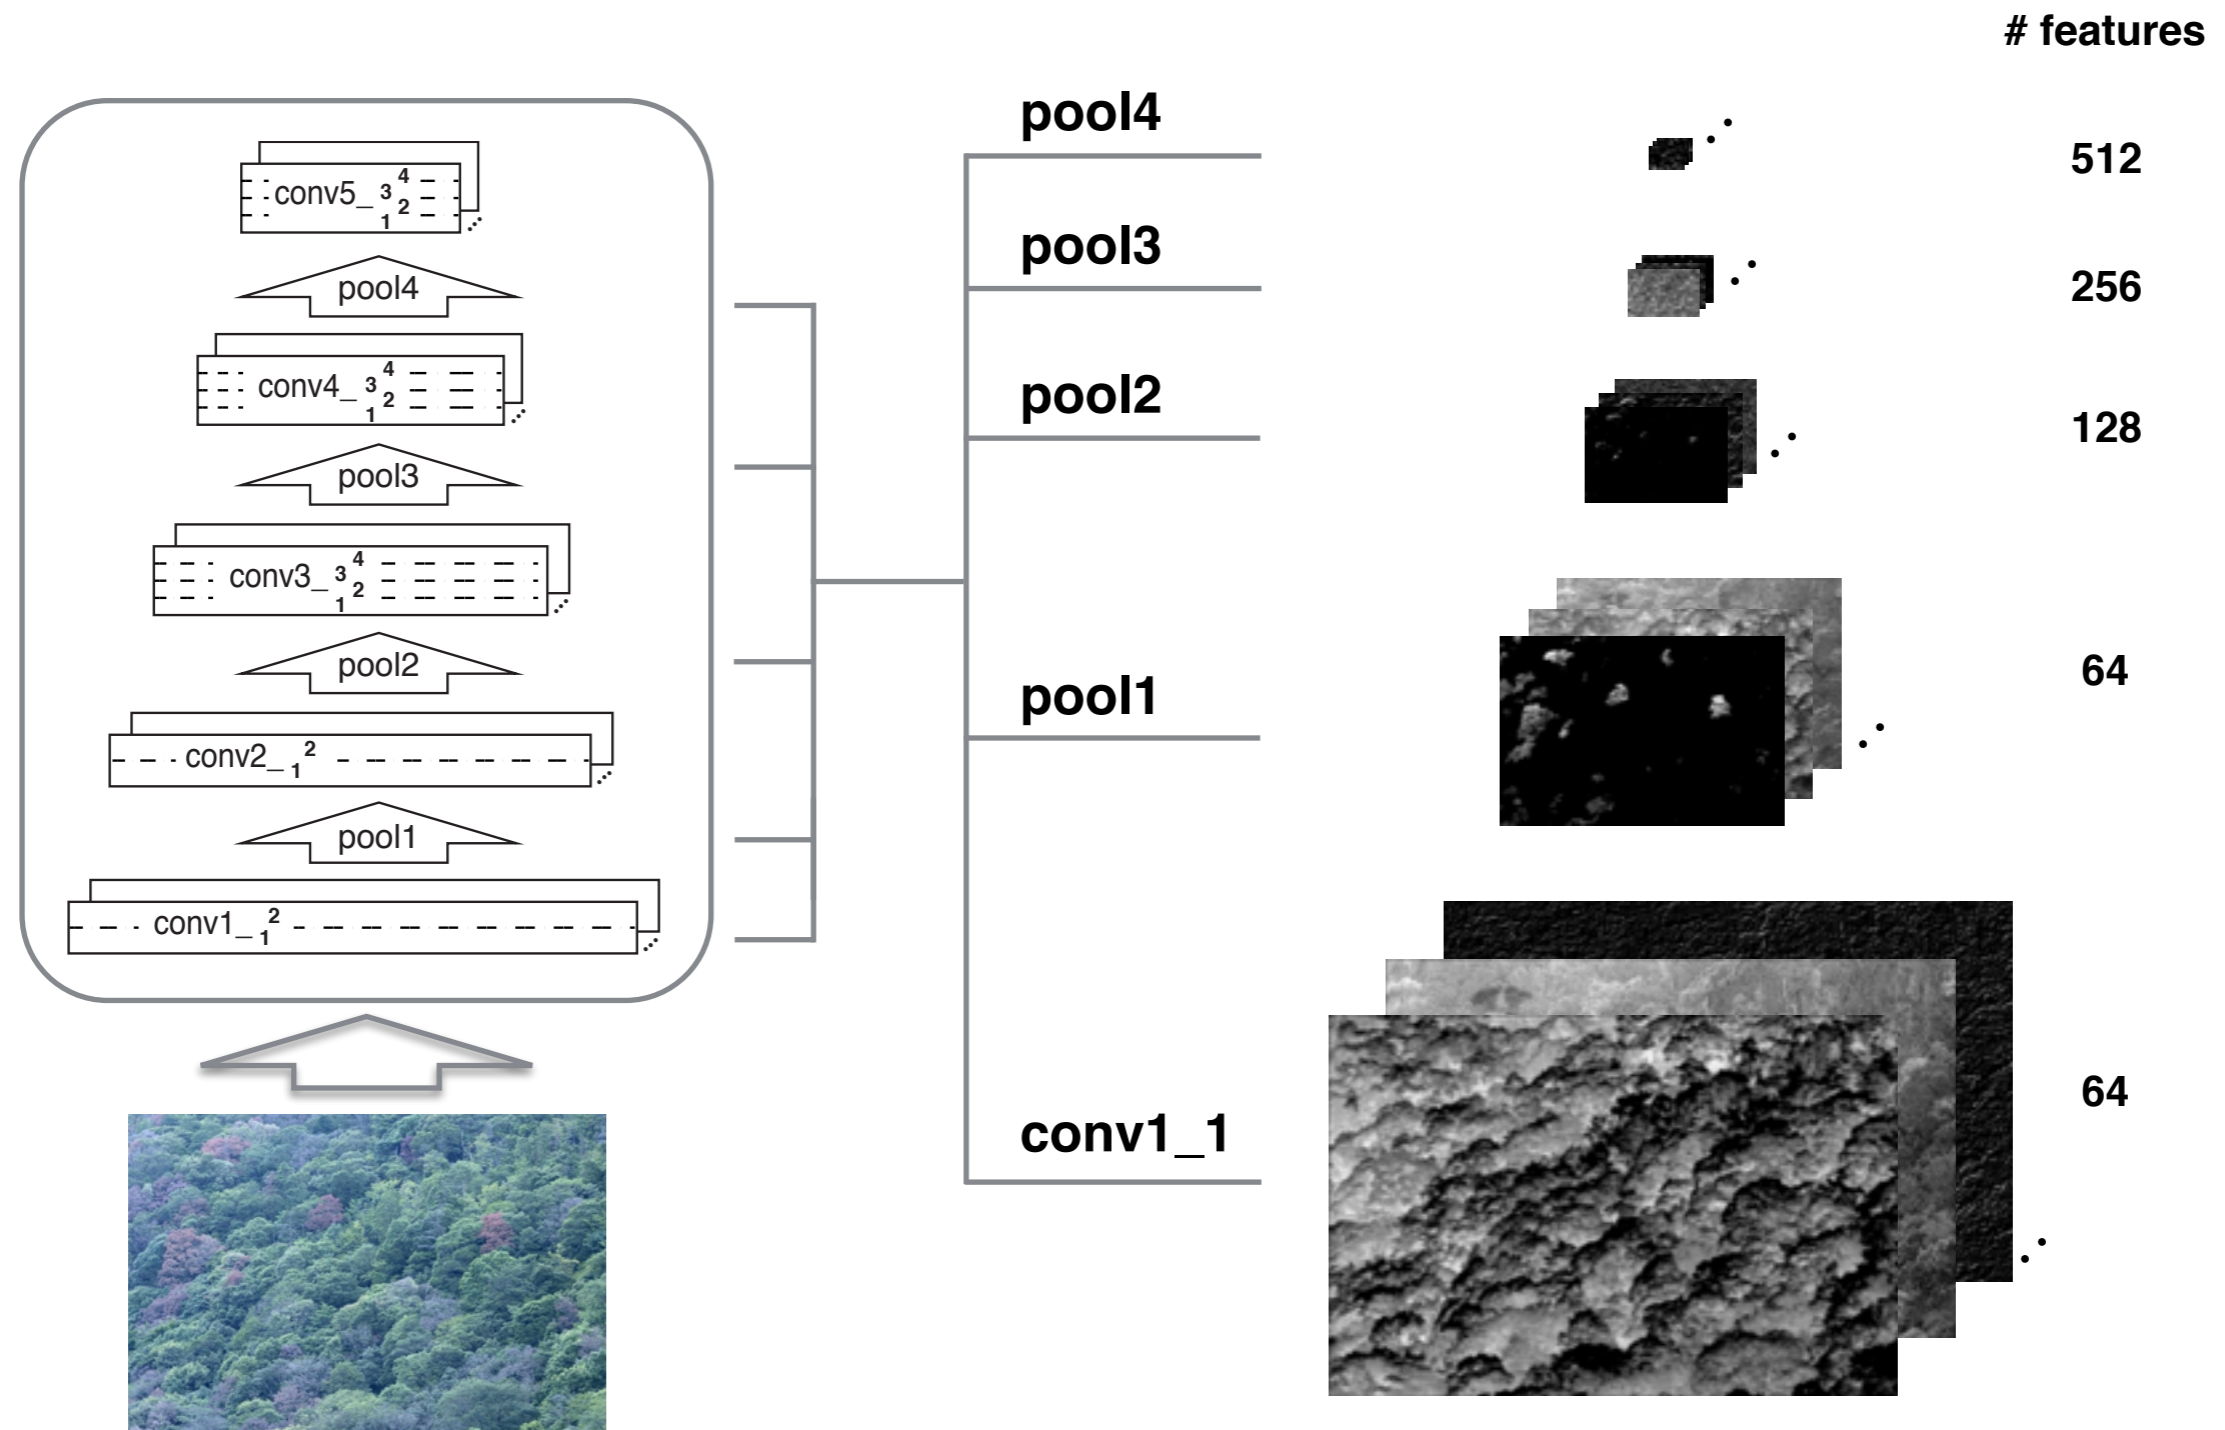 # features
conv5_ 1 2 3 4
pool4
conv4_ 1 2 3 4
pool3
conv3_ 1 2 3 4
pool2
conv2_ 1 2
pool1
conv1_ 1 2
pool4
512
pool3
256
pool2
128
pool1
64
conv1_1
64